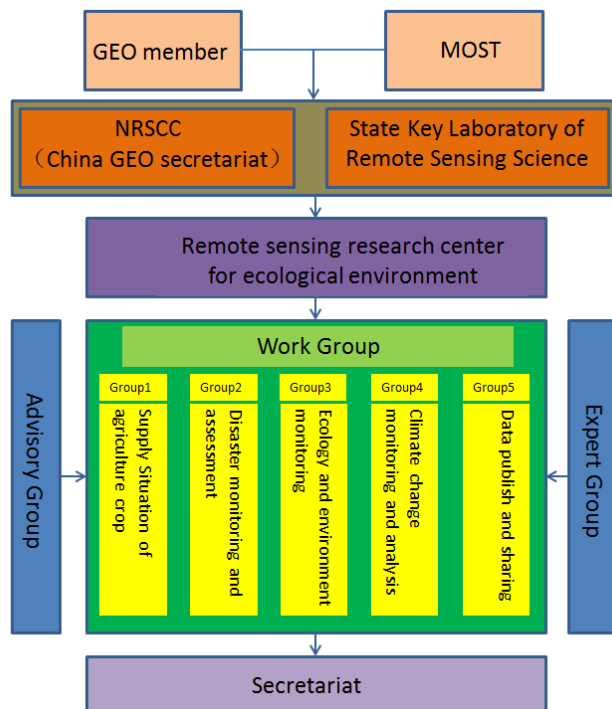 GEO member
MOST
NRSCC
（China GEO secretariat）
State Key Laboratory of
Remote Sensing Science
Remote sensing research center
for ecological environment
Work Group
Advisory Group
Group1
Supply Situation of
agriculture crop
Group2
Disaster monitoring and
assessment
Group3
Ecology and environment
monitoring
Group4
Climate change
monitoring and analysis
Group5
Data publish and sharing
Expert Group
Secretariat